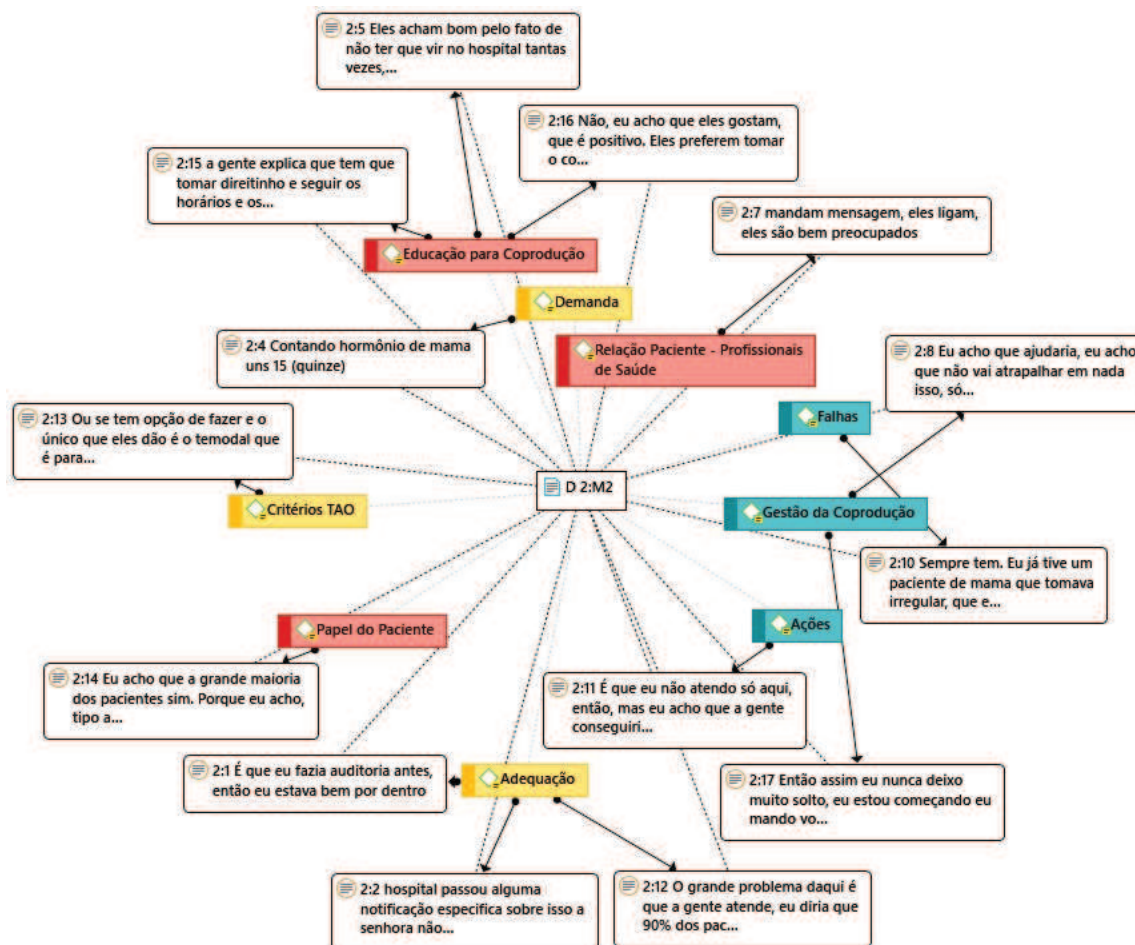 2:5 Eles acham bom pelo fato de
não ter que vir no hospital tantas
vezes,...
2:16 Não, eu acho que eles gostam,
que é positivo. Eles preferem tomar
o co...
2:15 a gente explica que tem que
tomar direitinho e seguir os
horários e os...
2:7 mandam mensagem, eles ligam,
eles são bem preocupados
Educação para Coprodução
Demanda
2:4 Contando hormônio de mama
uns 15 (quinze)
Relação Paciente - Profissionais
de Saúde
2:8 Eu acho que ajudaria, eu acho
que não vai atrapalhar em nada
isso, só...
2:13 Ou se tem opção de fazer e o
único que eles dão é o temodal que
é para...
Falhas
D 2:M2
Critérios TAO
Gestão da Coprodução
2:10 Sempre tem. Eu já tive um
paciente de mama que tomava
irregular, que e...
Papel do Paciente
Ações
2:14 Eu acho que a grande maioria
dos pacientes sim. Porque eu acho,
tipo a...
2:11 É que eu não atendo só aqui,
então, mas eu acho que a gente
conseguiri...
2:1 É que eu fazia auditoria antes,
então eu estava bem por dentro
Adequação
2:17 Então assim eu nunca deixo
muito solto, eu estou começando eu
mando vo...
2:2 hospital passou alguma
notificação especifica sobre isso a
senhora não...
2:12 O grande problema daqui é
que a gente atende, eu diria que
90% dos pac...